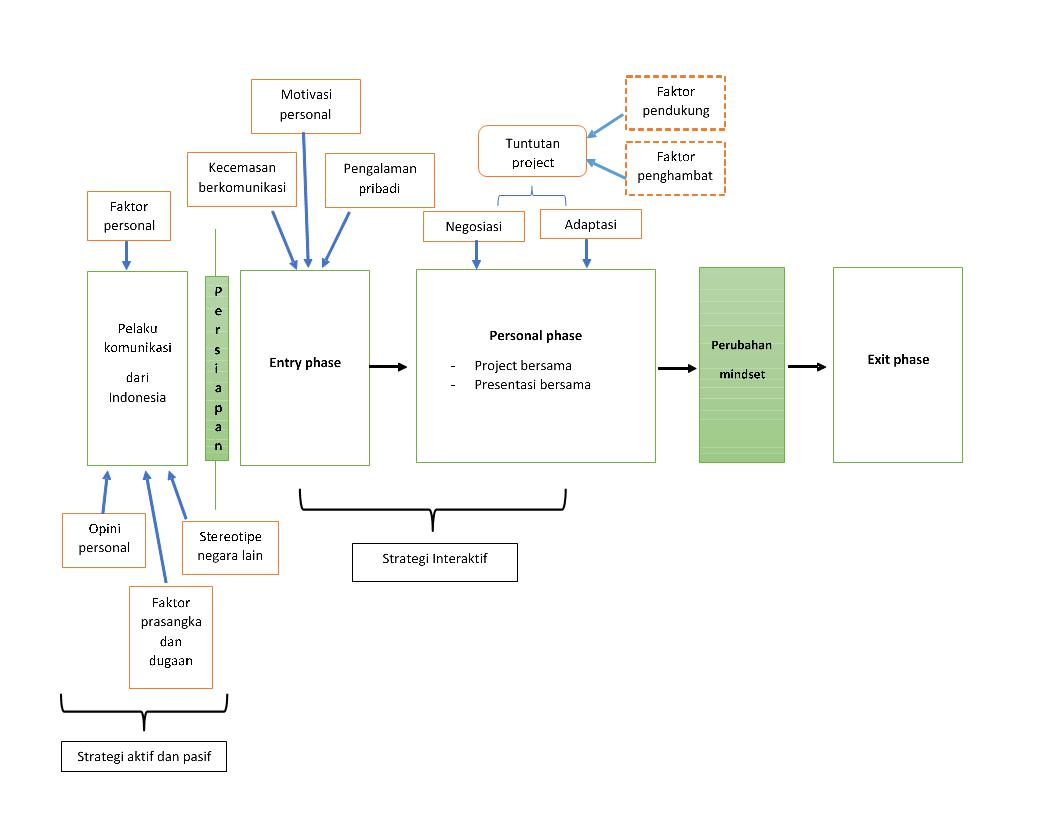 Motivasi
personal
Faktor
pendukung
Tuntutan
project
Faktor
penghambat
Kecemasan
berkomunikasi
Pengalaman
pribadi
Faktor
personal
Negosiasi
Adaptasi
Pelaku
komunikasi
dari
Indonesia
P
e
r
s
i
a
p
a
n
Entry phase
Personal phase
- Project bersama
- Presentasi bersama
Perubahan
mindset
Exit phase
Opini
personal
Stereotipe
negara lain
Strategi Interaktif
Faktor
prasangka
dan
dugaan
Strategi aktif dan pasif